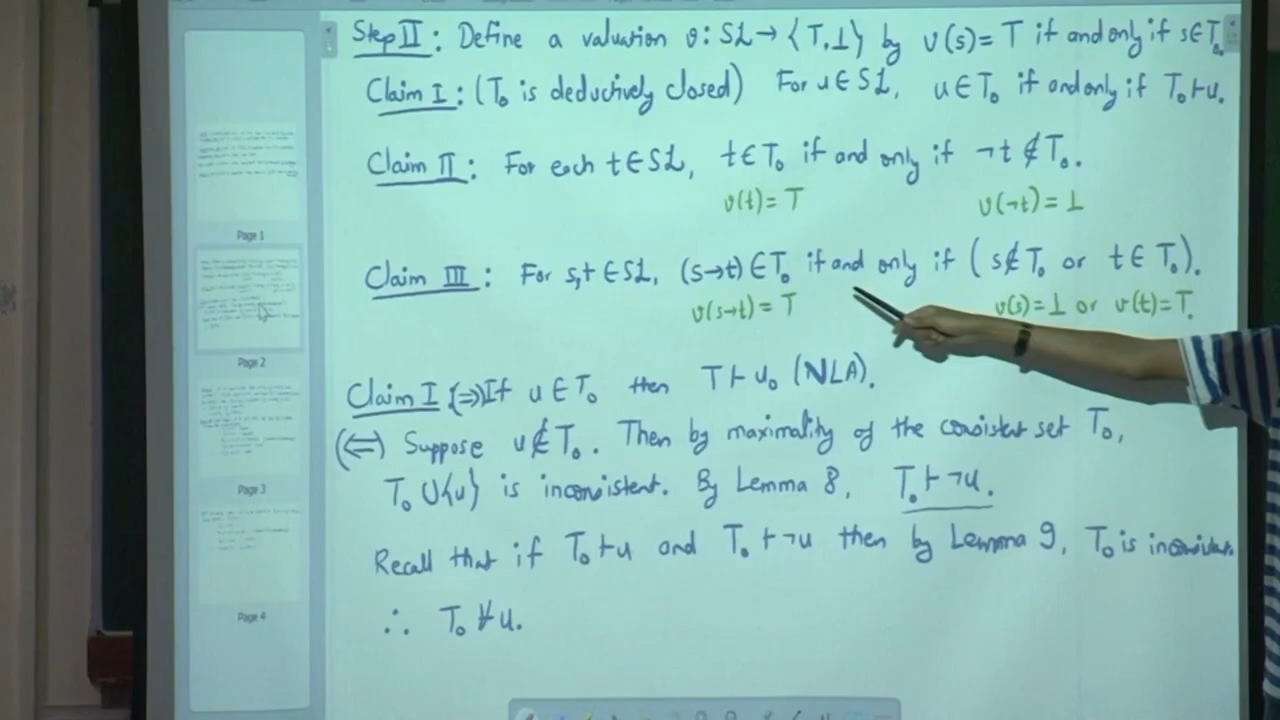 Step II : Define a valuation v : SL → {T, ⊥} by v(s) = T if and only if s ∈ T₀
Claim I : (T₀ is deductively closed) For u ∈ SL, u ∈ T₀ if and only if T₀ ⊢ u.
Claim II : For each t ∈ SL, t ∈ T₀ if and only if ¬t ∉ T₀.
v(t) = T v(¬t) = ⊥
Claim III : For s,t ∈ SL, (s→t) ∈ T₀ if and only if ( s ∉ T₀ or t ∈ T₀ ).
v(s→t) = T v(s) = ⊥ or v(t) = T.
Claim I (⇒) If u ∈ T₀ then T ⊢ u₀ (NLA).
(⇐) Suppose u ∉ T₀. Then by maximality of the consistent set T₀,
T₀ ∪ {u} is inconsistent. By Lemma 8, T₀ ⊢ ¬u.
Recall that if T₀ ⊢ u and T₀ ⊢ ¬u then by Lemma 9, T₀ is inconsistent
∴ T₀ ⊬ u.
Page 1
Page 2
Page 3
Page 4